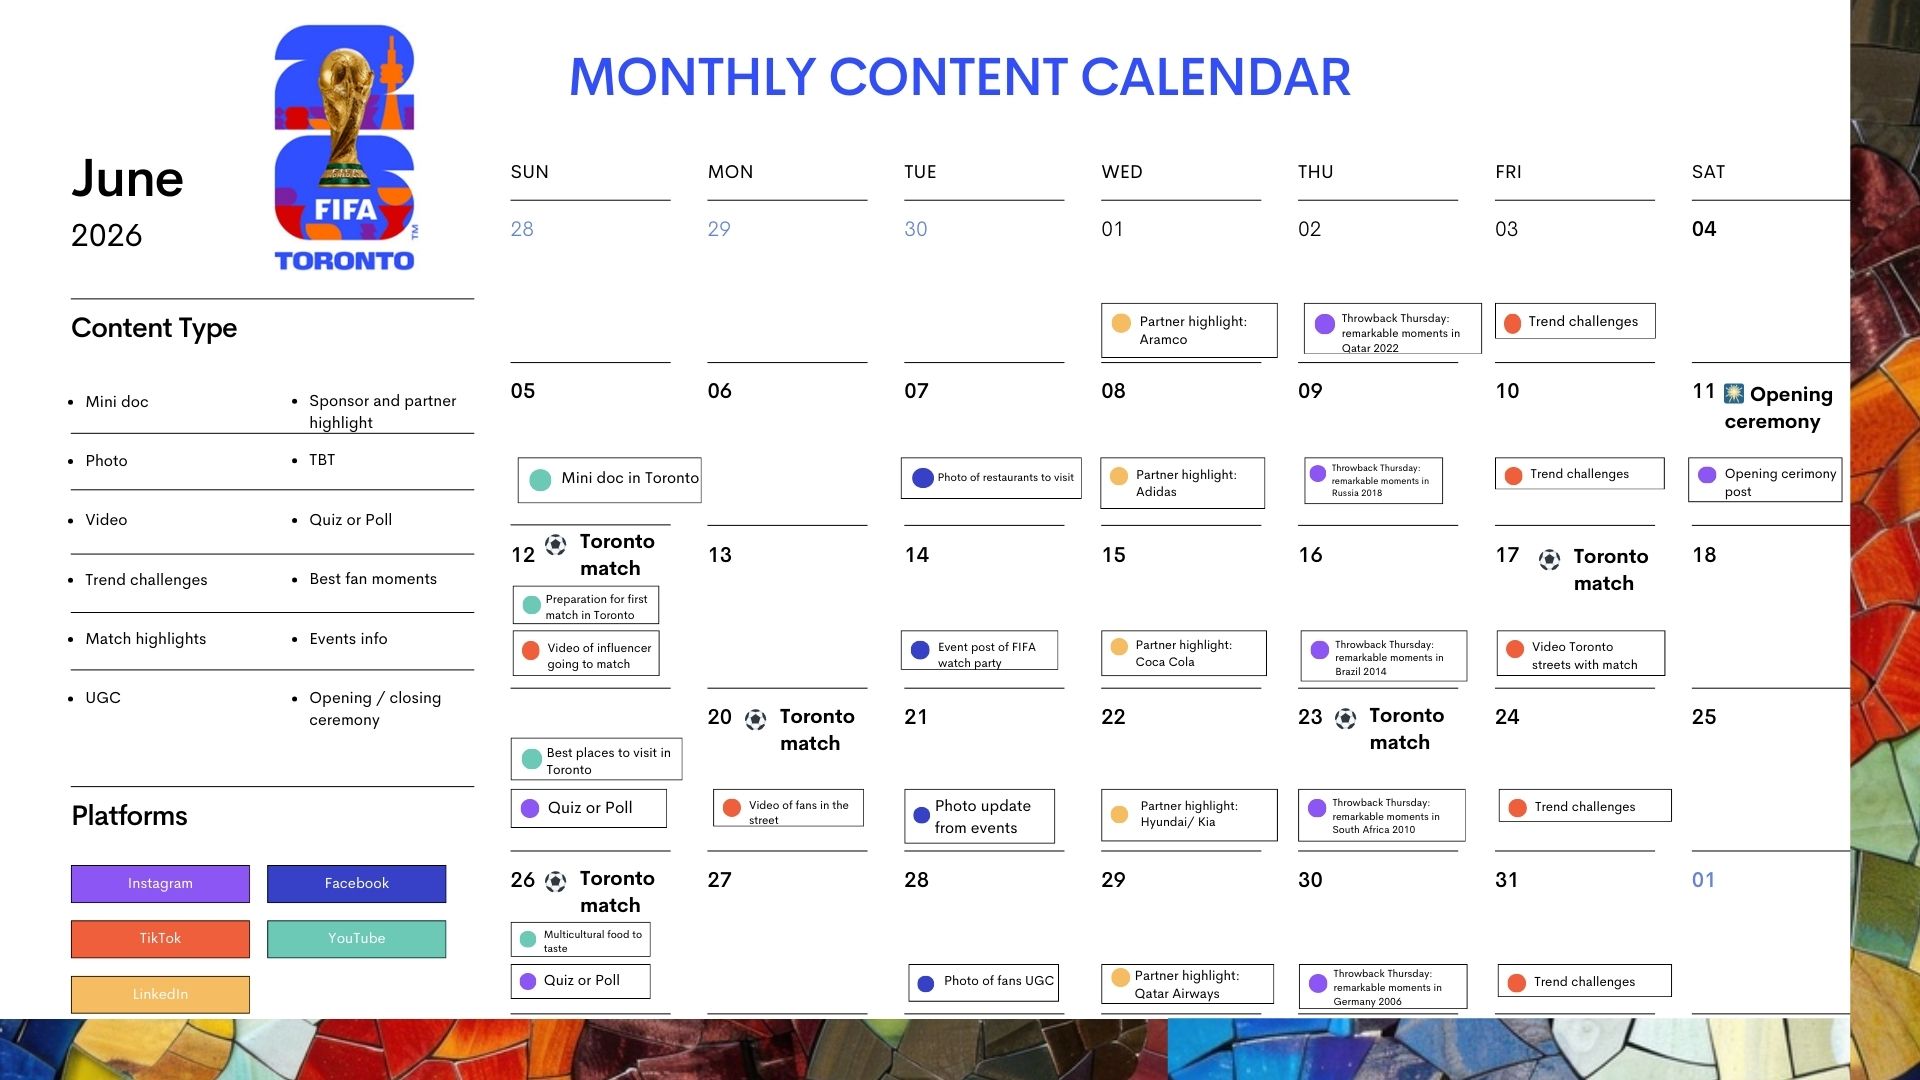 MONTHLY CONTENT CALENDAR
FIFA
TM
TORONTO
June
2026
Content Type
Mini doc
Sponsor and partner
highlight
Photo
TBT
Video
Quiz or Poll
Trend challenges
Best fan moments
Match highlights
Events info
UGC
Opening / closing
ceremony
Platforms
Instagram
Facebook
TikTok
YouTube
LinkedIn
SUN MON TUE WED THU FRI SAT
28 29 30 01 02 03 04
Partner highlight:
Aramco
Throwback Thursday:
remarkable moments in
Qatar 2022
Trend challenges
05 06 07 08 09 10 11
Opening
ceremony
Mini doc in Toronto
Photo of restaurants to visit
Partner highlight:
Adidas
Throwback Thursday:
remarkable moments in
Russia 2018
Trend challenges
Opening cerimony
post
12 Toronto
match
13 14 15 16 17 Toronto
match
18
Preparation for first
match in Toronto
Video of influencer
going to match
Event post of FIFA
watch party
Partner highlight:
Coca Cola
Throwback Thursday:
remarkable moments in
Brazil 2014
Video Toronto
streets with match
20 Toronto
match
21 22 23 Toronto
match
24 25
Best places to visit in
Toronto
Quiz or Poll
Video of fans in the
street
Photo update
from events
Partner highlight:
Hyundai/ Kia
Throwback Thursday:
remarkable moments in
South Africa 2010
Trend challenges
26 Toronto
match
27 28 29 30 31 01
Multicultural food to
taste
Quiz or Poll
Photo of fans UGC
Partner highlight:
Qatar Airways
Throwback Thursday:
remarkable moments in
Germany 2006
Trend challenges